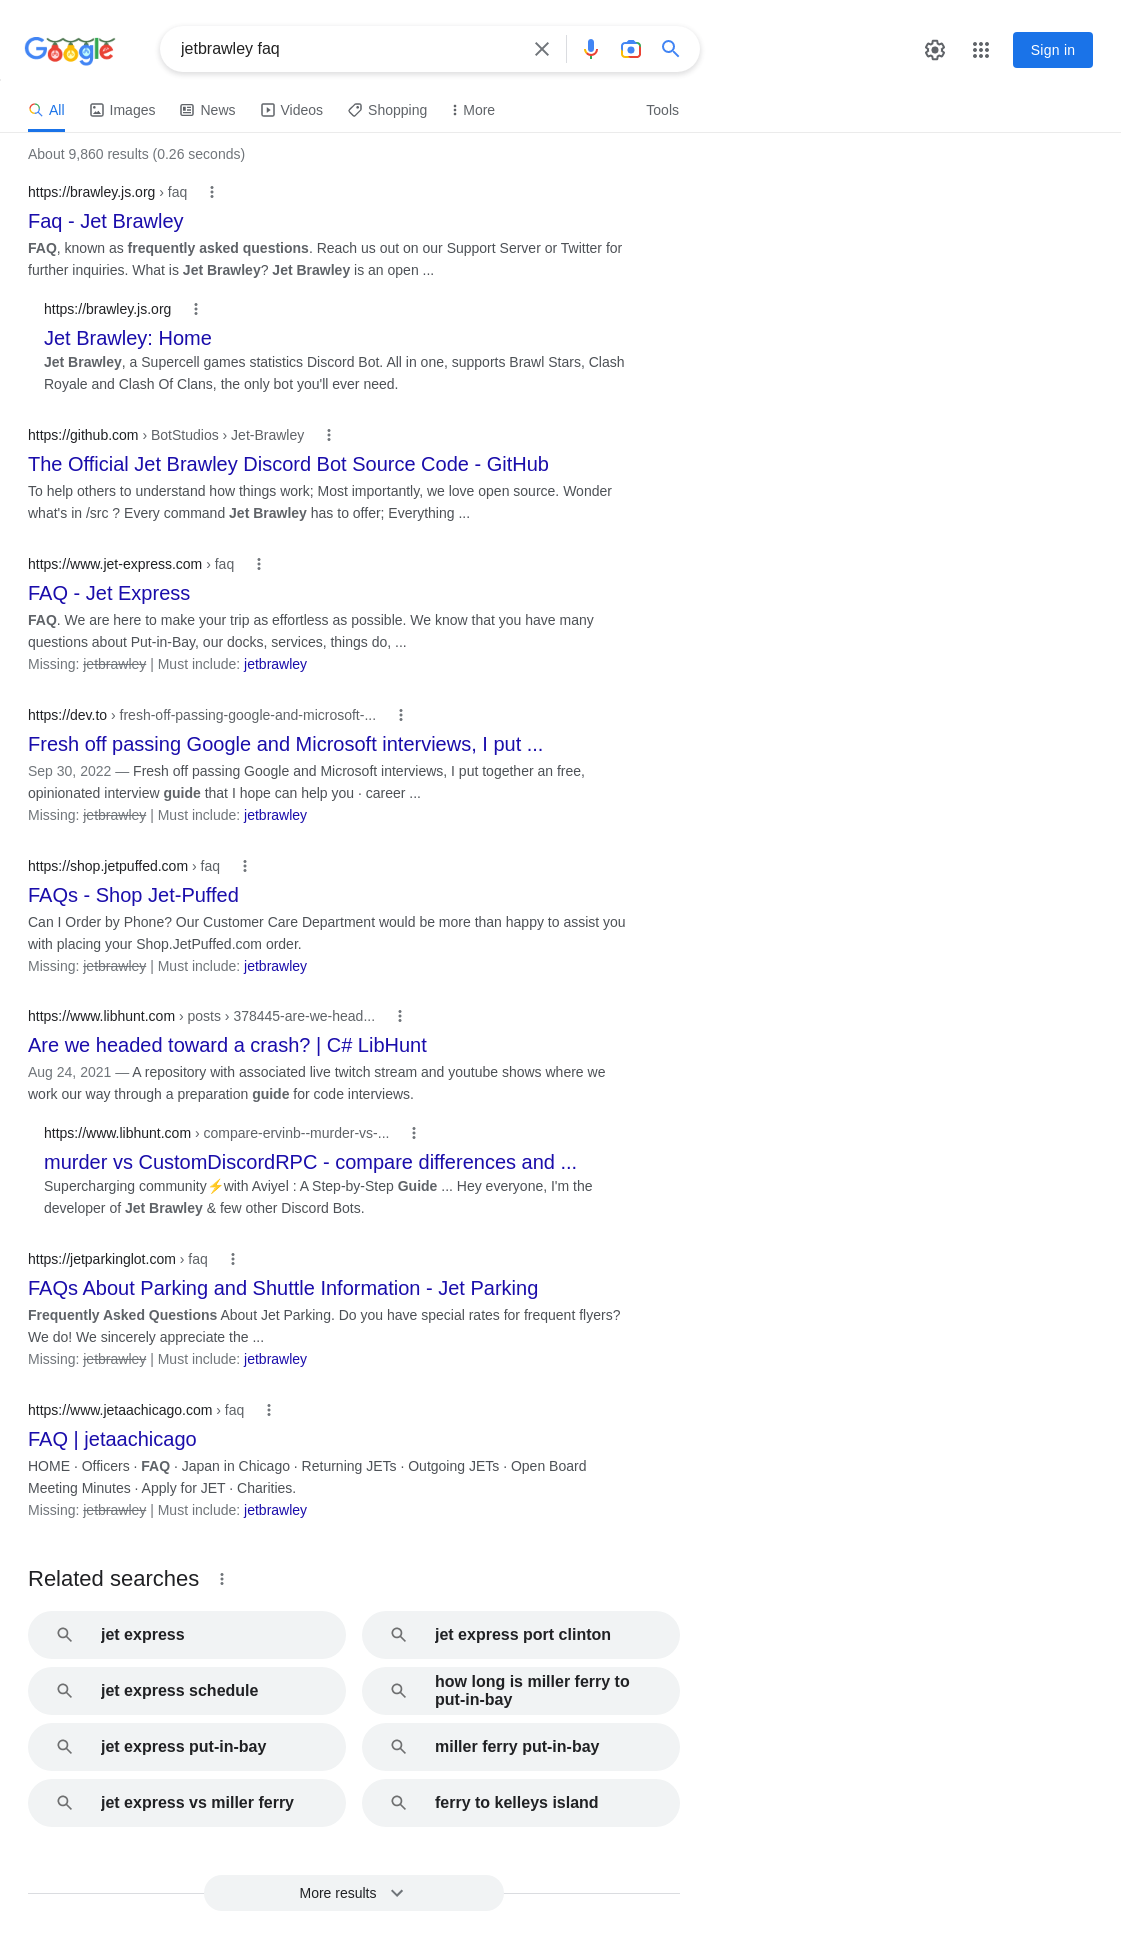 Google
jetbrawley faq
Sign in
All
Images
News
Videos
Shopping
More
Tools
About 9,860 results (0.26 seconds)
https://brawley.js.org › faq
Faq - Jet Brawley
FAQ, known as frequently asked questions. Reach us out on our Support Server or Twitter for
further inquiries. What is Jet Brawley? Jet Brawley is an open ...
https://brawley.js.org
Jet Brawley: Home
Jet Brawley, a Supercell games statistics Discord Bot. All in one, supports Brawl Stars, Clash
Royale and Clash Of Clans, the only bot you'll ever need.
https://github.com › BotStudios › Jet-Brawley
The Official Jet Brawley Discord Bot Source Code - GitHub
To help others to understand how things work; Most importantly, we love open source. Wonder
what's in /src ? Every command Jet Brawley has to offer; Everything ...
https://www.jet-express.com › faq
FAQ - Jet Express
FAQ. We are here to make your trip as effortless as possible. We know that you have many
questions about Put-in-Bay, our docks, services, things do, ...
Missing: jetbrawley | Must include: jetbrawley
https://dev.to › fresh-off-passing-google-and-microsoft-...
Fresh off passing Google and Microsoft interviews, I put ...
Sep 30, 2022 — Fresh off passing Google and Microsoft interviews, I put together an free,
opinionated interview guide that I hope can help you · career ...
Missing: jetbrawley | Must include: jetbrawley
https://shop.jetpuffed.com › faq
FAQs - Shop Jet-Puffed
Can I Order by Phone? Our Customer Care Department would be more than happy to assist you
with placing your Shop.JetPuffed.com order.
Missing: jetbrawley | Must include: jetbrawley
https://www.libhunt.com › posts › 378445-are-we-head...
Are we headed toward a crash? | C# LibHunt
Aug 24, 2021 — A repository with associated live twitch stream and youtube shows where we
work our way through a preparation guide for code interviews.
https://www.libhunt.com › compare-ervinb--murder-vs-...
murder vs CustomDiscordRPC - compare differences and ...
Supercharging community⚡with Aviyel : A Step-by-Step Guide ... Hey everyone, I'm the
developer of Jet Brawley & few other Discord Bots.
https://jetparkinglot.com › faq
FAQs About Parking and Shuttle Information - Jet Parking
Frequently Asked Questions About Jet Parking. Do you have special rates for frequent flyers?
We do! We sincerely appreciate the ...
Missing: jetbrawley | Must include: jetbrawley
https://www.jetaachicago.com › faq
FAQ | jetaachicago
HOME · Officers · FAQ · Japan in Chicago · Returning JETs · Outgoing JETs · Open Board
Meeting Minutes · Apply for JET · Charities.
Missing: jetbrawley | Must include: jetbrawley
Related searches
jet express
jet express port clinton
jet express schedule
how long is miller ferry to
put-in-bay
jet express put-in-bay
miller ferry put-in-bay
jet express vs miller ferry
ferry to kelleys island
More results